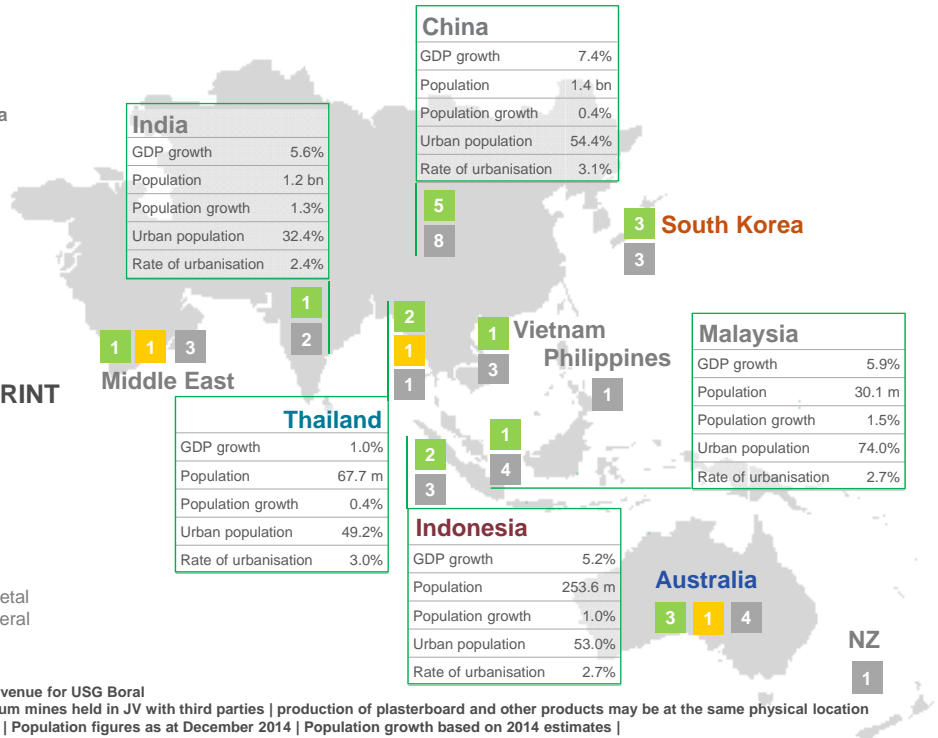 China
GDP growth 7.4%
Population 1.4 bn
Population growth 0.4%
Urban population 54.4%
Rate of urbanisation 3.1%
a
India
GDP growth 5.6%
Population 1.2 bn
Population growth 1.3%
Urban population 32.4%
Rate of urbanisation 2.4%
5
8
3 South Korea
3
1
2
2
1
1
1 Vietnam
3
Philippines
1
1 1 3
Middle East
RINT
Malaysia
GDP growth 5.9%
Population 30.1 m
Population growth 1.5%
Urban population 74.0%
Rate of urbanisation 2.7%
Thailand
GDP growth 1.0%
Population 67.7 m
Population growth 0.4%
Urban population 49.2%
Rate of urbanisation 3.0%
2
3
1
4
Indonesia
GDP growth 5.2%
Population 253.6 m
Population growth 1.0%
Urban population 53.0%
Rate of urbanisation 2.7%
Australia
3 1 4
NZ
1
etal
eral
venue for USG Boral
um mines held in JV with third parties | production of plasterboard and other products may be at the same physical location
| Population figures as at December 2014 | Population growth based on 2014 estimates |